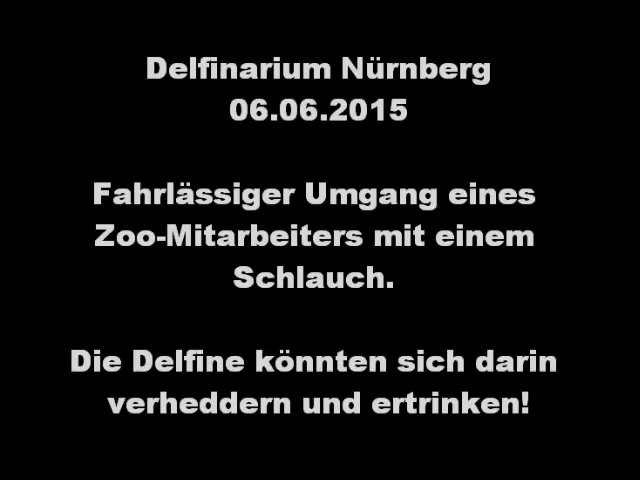 Delfinarium Nürnberg
06.06.2015
Fahrlässiger Umgang eines
Zoo-Mitarbeiters mit einem
Schlauch.
Die Delfine könnten sich darin
verheddern und ertrinken!